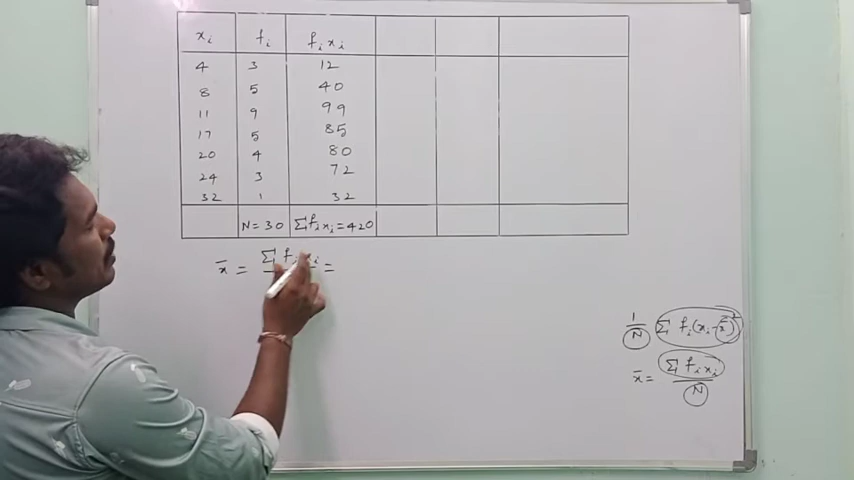 xᵢ fᵢ fᵢxᵢ
4 3 12
8 5 40
11 9 99
17 5 85
20 4 80
24 3 72
32 1 32
N=30 Σfᵢxᵢ=420
x̄ = Σfᵢxᵢ =
1/N Σfᵢ(xᵢ-x̄)²
x̄ = Σfᵢxᵢ/N